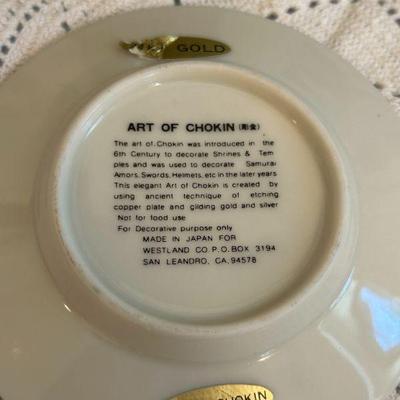 GOLD
ART OF CHOKIN (彫金)
The art of. Chokin was introduced in the
6th Century to decorate Shrines & Tem
ples and was used to decorate Samurai
Amors, Swords, Helmets, etc in the later years
This elegant Art of Chokin is created by
using ancient technique of etching
copper plate and gilding gold and silver
Not for food use
For Decorative purpose only
MADE IN JAPAN FOR
WESTLAND CO. P.O. BOX 3194
SAN LEANDRO, CA. 94578
CHOKIN